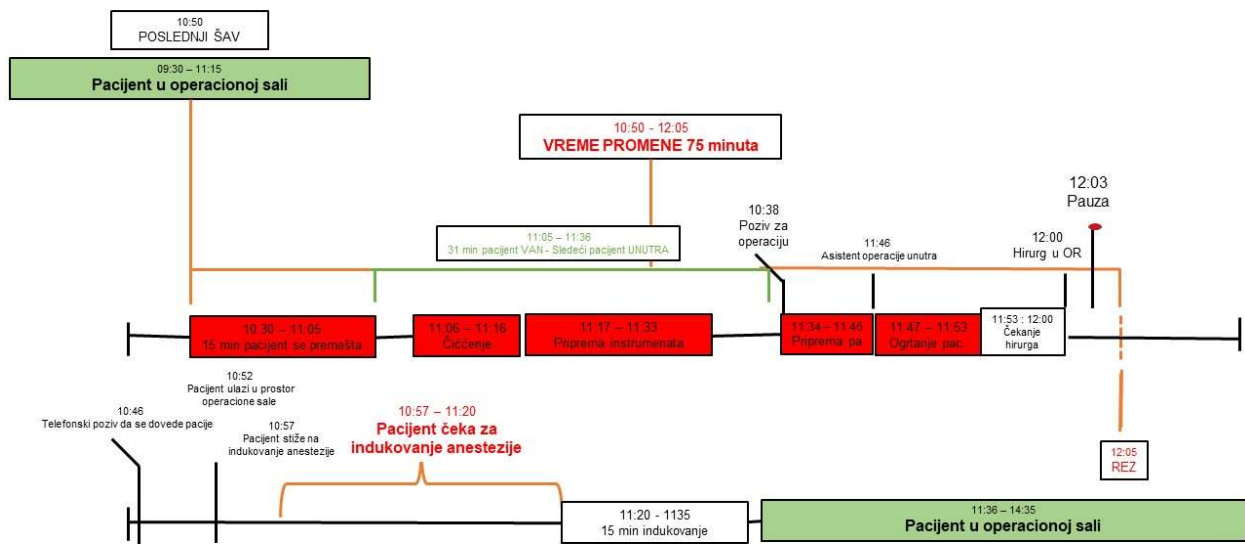 10:50
POSLEDNJI ŠAV
09:30 – 11:15
Pacijent u operacionoj sali
10:50 - 12:05
VREME PROMENE 75 minuta
11:05 – 11:36
31 min pacijent VAN - Sledeći pacijent UNUTRA
10:38
Poziv za
operaciju
11:46
Asistent operacije unutra
12:00
Hirurg u OR
12:03
Pauza
10:30 – 11:05
15 min pacijent se premešta
11:06 – 11:16
Čiććenje
11:17 – 11:33
Priprema instrumenata
11:34– 11:46
Priprema pa
11:47 – 11:53
Ogrtanje pac
11:53 : 12:00
Čekanje
hirurga
10:52
Pacijent ulazi u prostor
operacione sale
10:46
Telefonski poziv da se dovede pacije
10:57
Pacijent stiže na
indukovanje anestezije
10:57 – 11:20
Pacijent čeka za
indukovanje anestezije
12:05
REZ
11:20 - 1135
15 min indukovanje
11:36 – 14:35
Pacijent u operacionoj sali